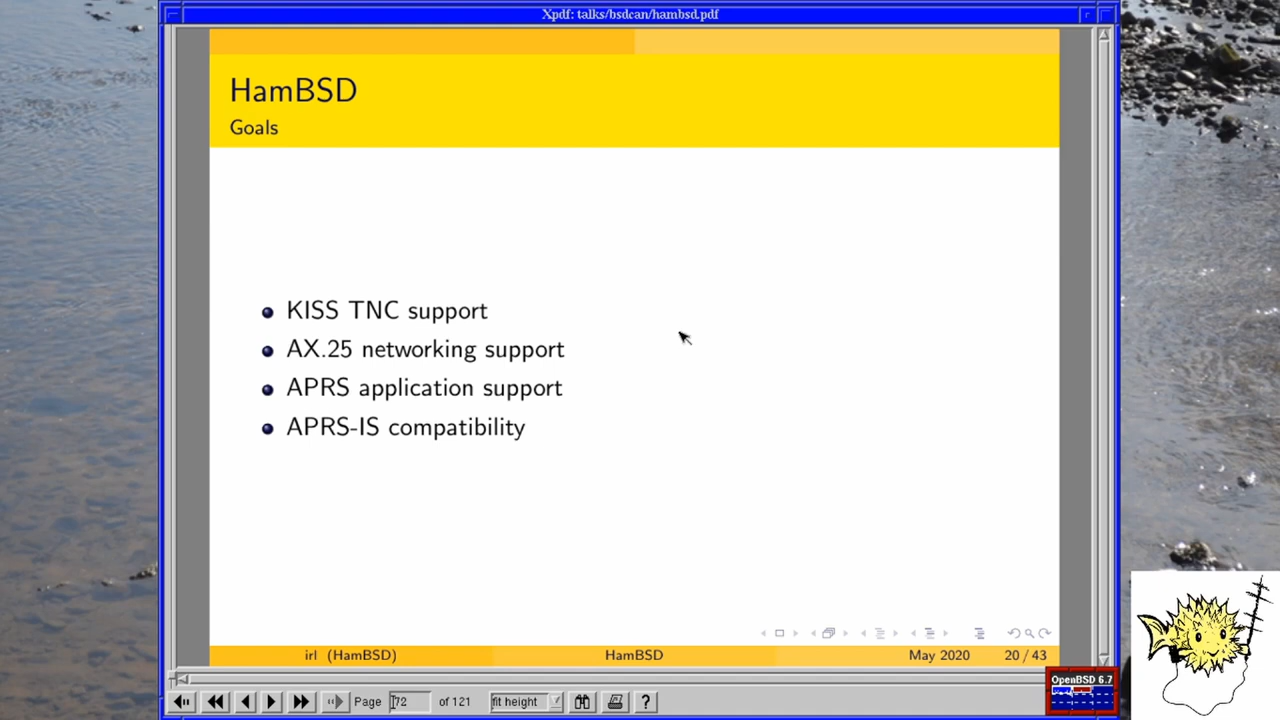 Xpdf: talks/bsdcan/hambsd.pdf
HamBSD
Goals
KISS TNC support
AX.25 networking support
APRS application support
APRS-IS compatibility
irl (HamBSD) HamBSD May 2020 20 / 43
OpenBSD 6.7
Page 72 of 121 fit height ?